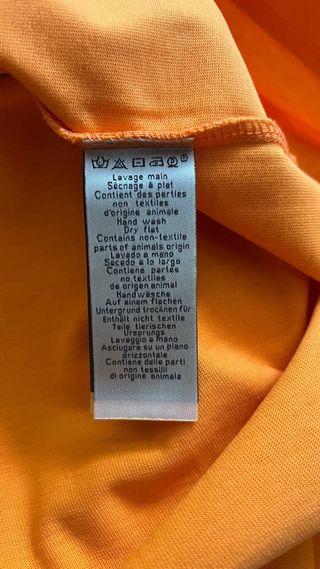 Lavage main
Séchage à plat
Contient des parties
non textiles
d'origine animale
Hand wash
Dry flat
Contains non-textile
parts of animals origin
Lavado a mano
Secado a lo largo
Contiene partes
no textiles
de origen animal
Handwäsche
Auf einem flachen
Untergrund trocknen für
Enthält nicht textile
Teile tierischen
Ursprungs
Lavaggio a mano
Asciugare su un piano
orizzontale
Contiene delle parti
non tessili
di origine animale